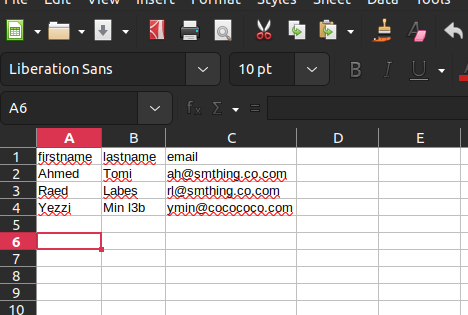 File Edit View Insert Format Styles Sheet Data Tools
Liberation Sans 10 pt B I U A
A6 fx Σ =
A B C D E
1 firstname lastname email
2 Ahmed Tomi ah@smthing.co.com
3 Raed Labes rl@smthing.co.com
4 Yezzi Min l3b ymin@cocococo.com
5
6
7
8
9
10